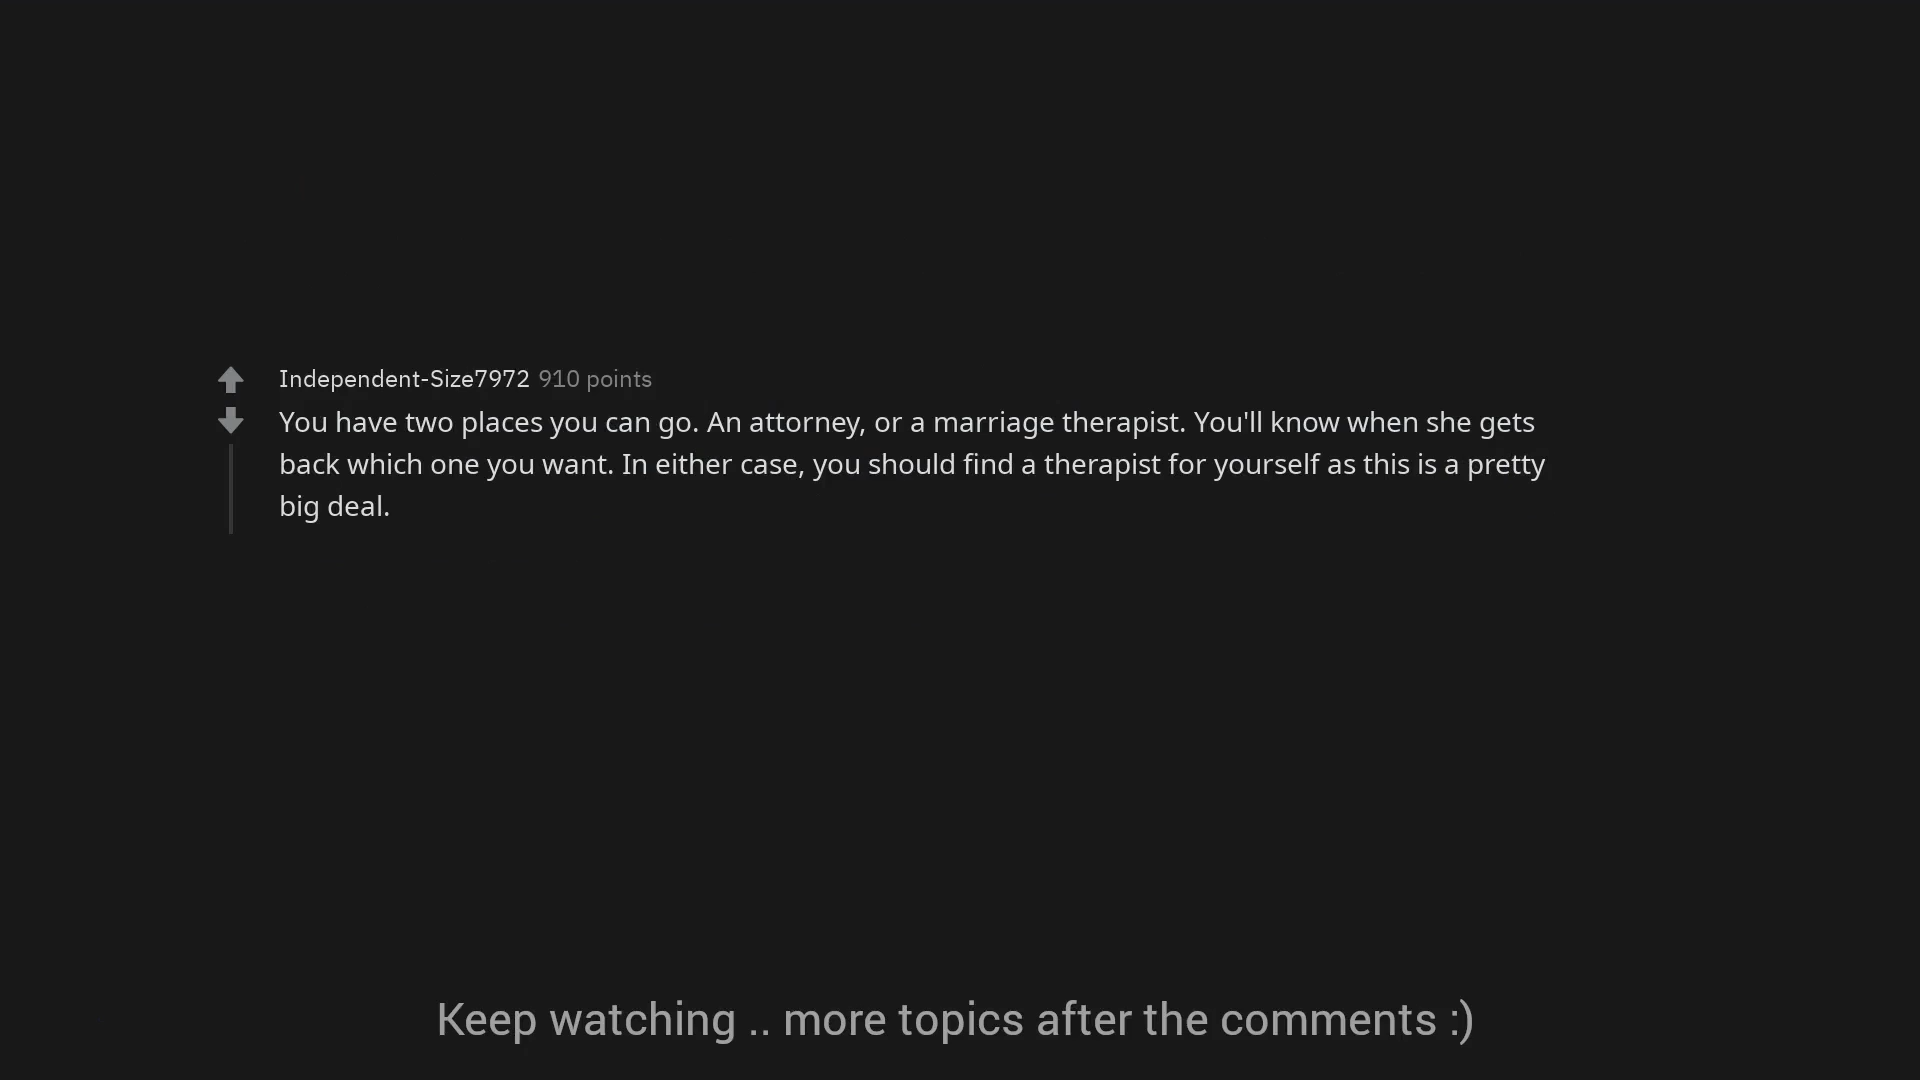 Independent-Size7972 910 points
You have two places you can go. An attorney, or a marriage therapist. You'll know when she gets
back which one you want. In either case, you should find a therapist for yourself as this is a pretty
big deal.
Keep watching .. more topics after the comments :)